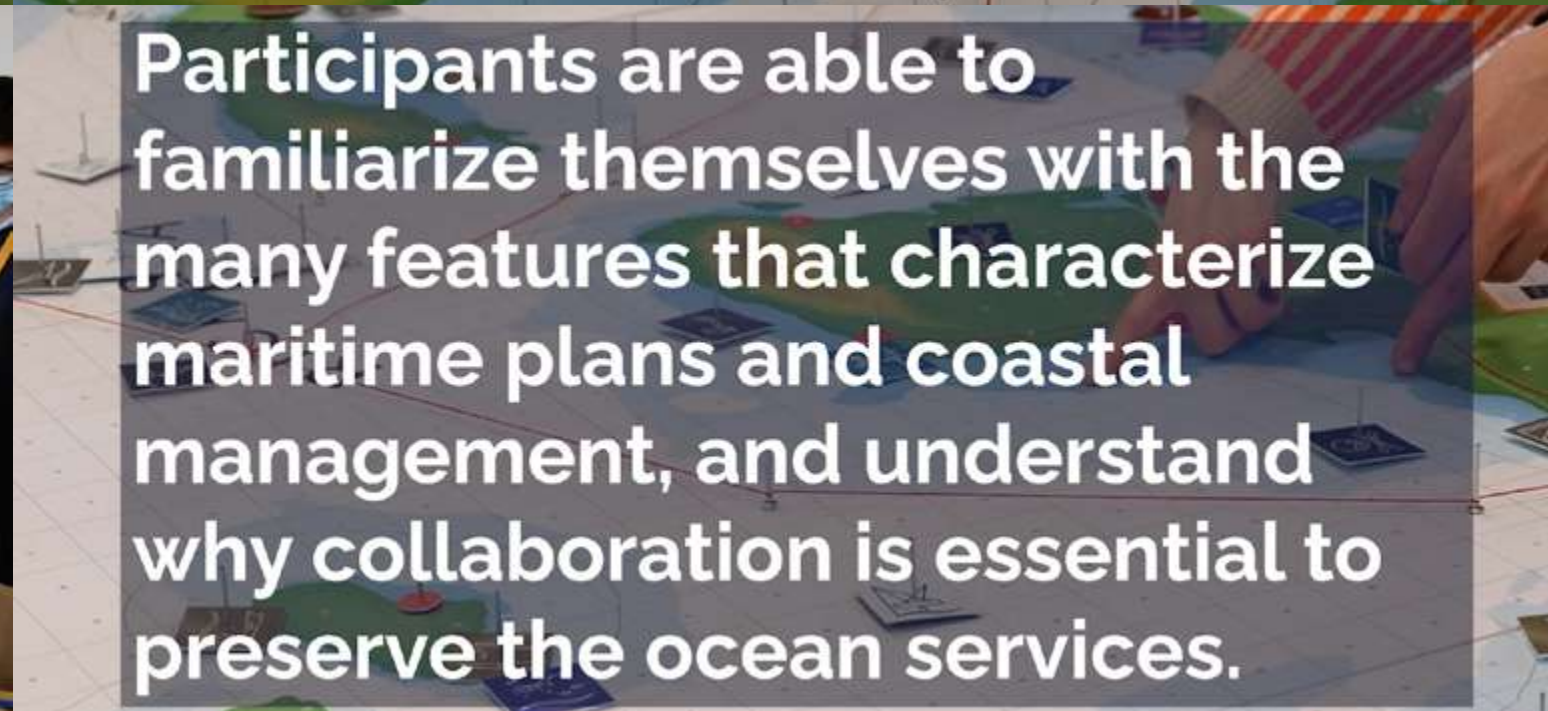 Participants are able to
familiarize themselves with the
many features that characterize
maritime plans and coastal
management, and understand
why collaboration is essential to
preserve the ocean services.